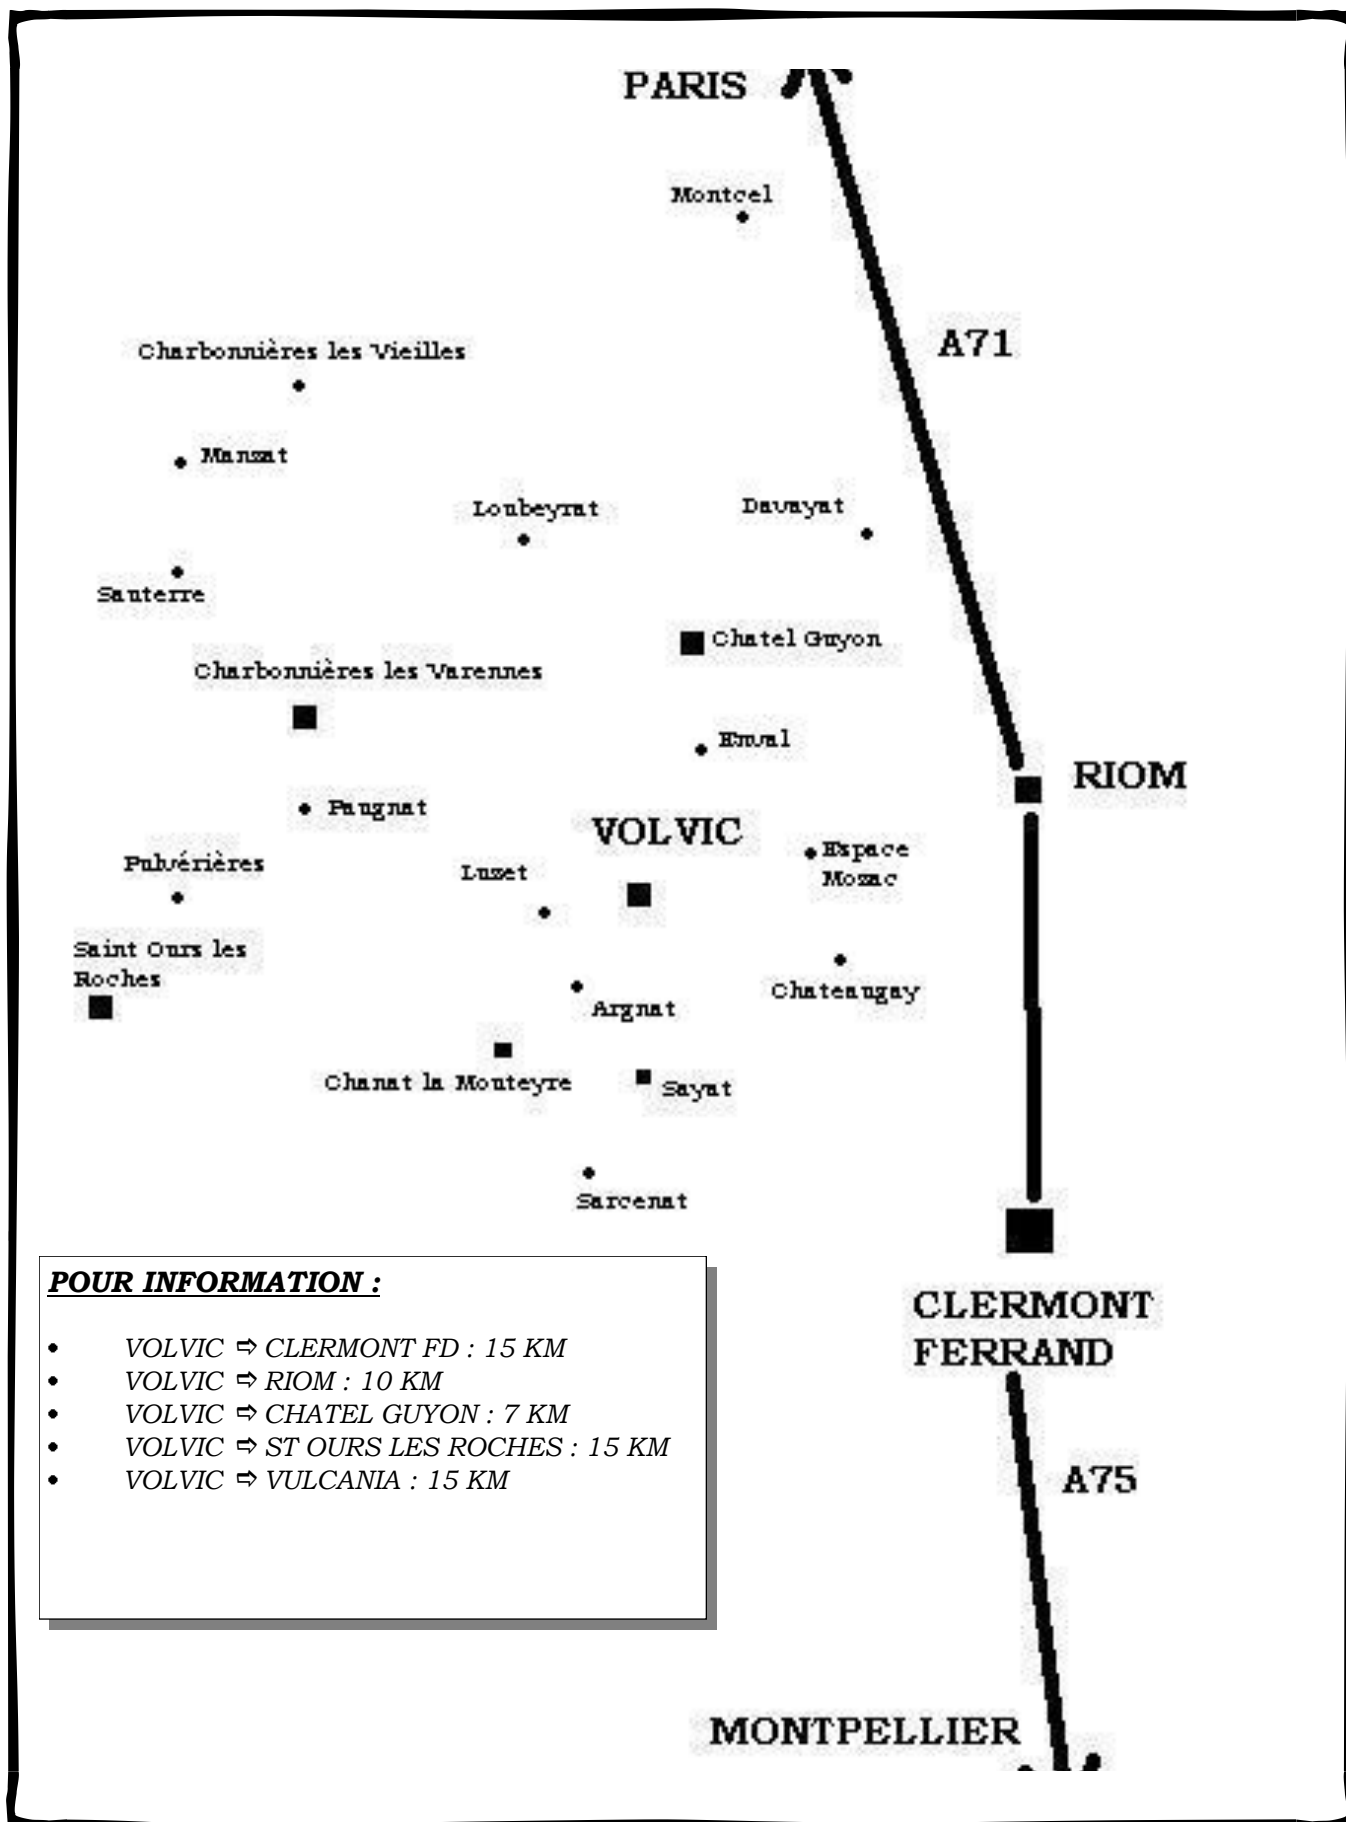 PARIS
Montcel
A71
Charbonnières les Vieilles
Manzat
Loubeyrat
Davayat
Sauterre
Chatel Guyon
Charbonnières les Varennes
Enval
RIOM
Paugnat
VOLVIC
Espace
Mozac
Pulvérières
Luzet
Saint Ours les
Roches
Chateaugay
Argnat
Chanat la Monteyre
Sayat
Sarcenat
POUR INFORMATION :
• VOLVIC ⇨ CLERMONT FD : 15 KM
• VOLVIC ⇨ RIOM : 10 KM
• VOLVIC ⇨ CHATEL GUYON : 7 KM
• VOLVIC ⇨ ST OURS LES ROCHES : 15 KM
• VOLVIC ⇨ VULCANIA : 15 KM
CLERMONT
FERRAND
A75
MONTPELLIER